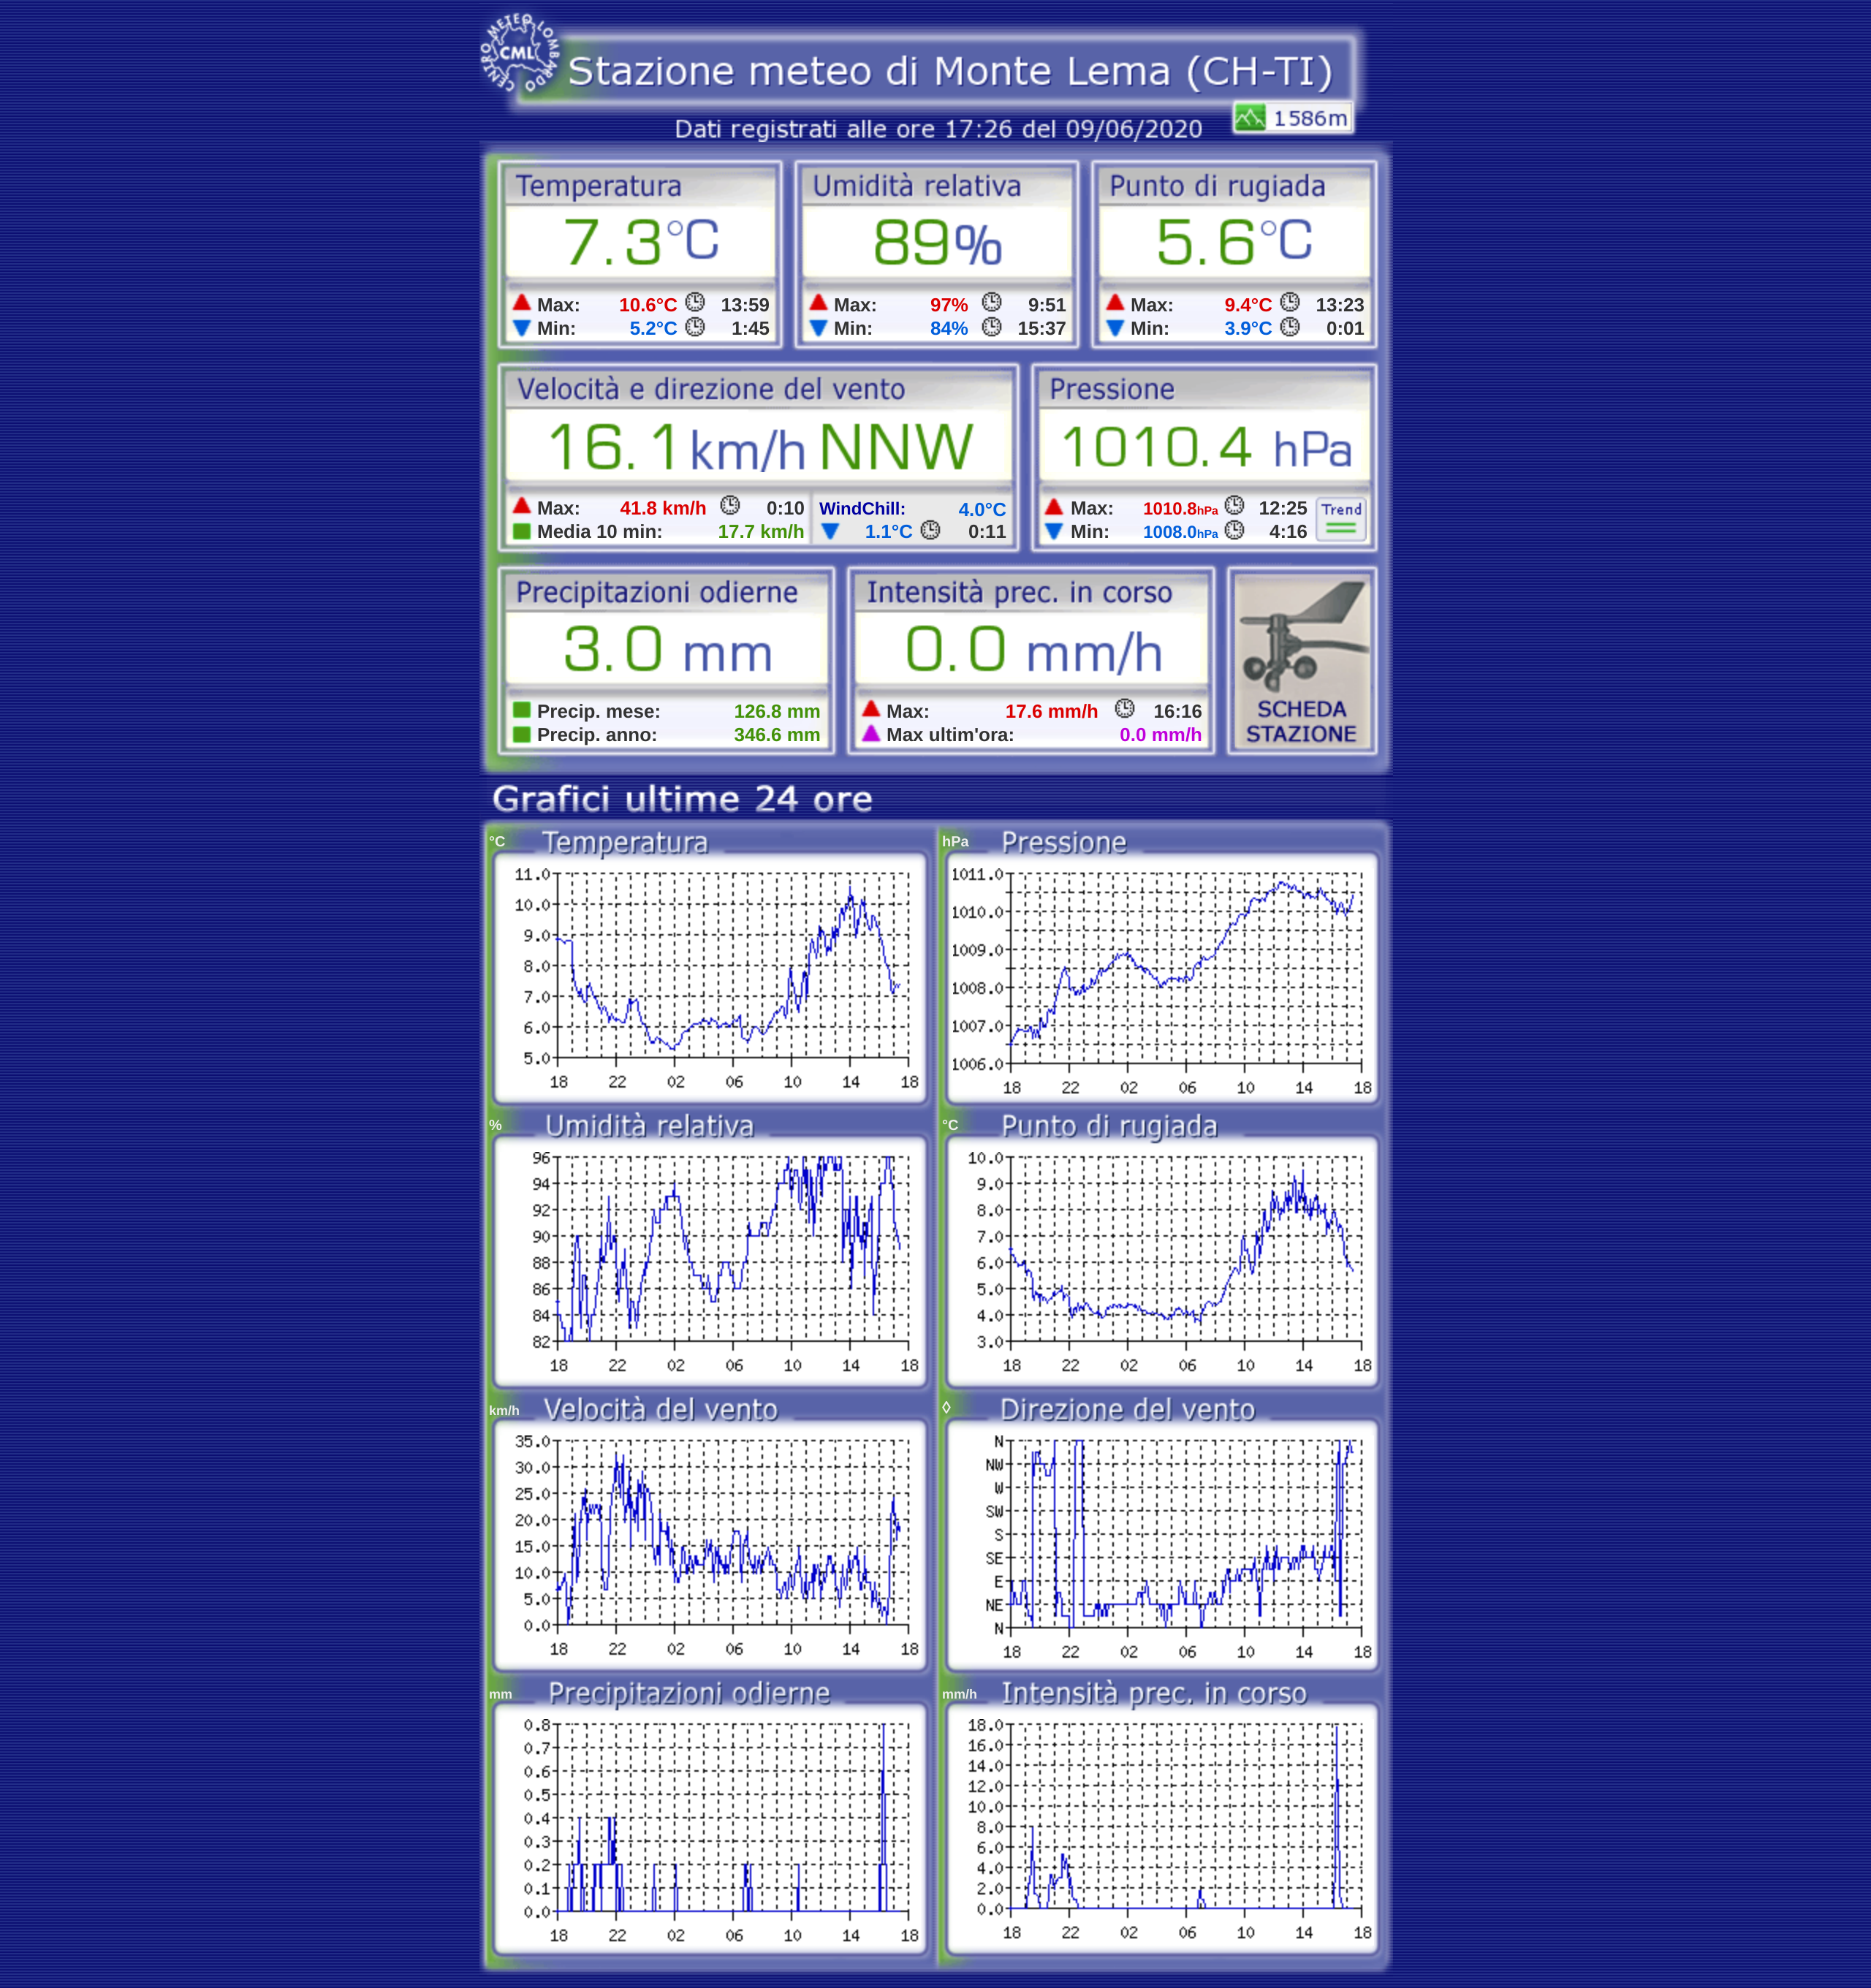 CENTRO METEO LOMBARDO
CML
Stazione meteo di Monte Lema (CH-TI)
1586m
Dati registrati alle ore 17:26 del 09/06/2020
Temperatura Umidità relativa Punto di rugiada
7.3°C 89% 5.6°C
Max: 10.6°C 13:59 Max: 97% 9:51 Max: 9.4°C 13:23
Min: 5.2°C 1:45 Min: 84% 15:37 Min: 3.9°C 0:01
Velocità e direzione del vento Pressione
16.1 km/h NNW 1010.4 hPa
Max: 41.8 km/h 0:10 WindChill: 4.0°C Max: 1010.8hPa 12:25 Trend
Media 10 min: 17.7 km/h 1.1°C 0:11 Min: 1008.0hPa 4:16
Precipitazioni odierne Intensità prec. in corso
3.0 mm 0.0 mm/h
Precip. mese: 126.8 mm Max: 17.6 mm/h 16:16 SCHEDA
Precip. anno: 346.6 mm Max ultim'ora: 0.0 mm/h STAZIONE
Grafici ultime 24 ore
°C Temperatura
11.0
10.0
9.0
8.0
7.0
6.0
5.0
18 22 02 06 10 14 18
hPa Pressione
1011.0
1010.0
1009.0
1008.0
1007.0
1006.0
18 22 02 06 10 14 18
% Umidità relativa
96
94
92
90
88
86
84
82
18 22 02 06 10 14 18
°C Punto di rugiada
10.0
9.0
8.0
7.0
6.0
5.0
4.0
3.0
18 22 02 06 10 14 18
km/h Velocità del vento
35.0
30.0
25.0
20.0
15.0
10.0
5.0
0.0
18 22 02 06 10 14 18
◊ Direzione del vento
N
NW
W
SW
S
SE
E
NE
N
18 22 02 06 10 14 18
mm Precipitazioni odierne
0.8
0.7
0.6
0.5
0.4
0.3
0.2
0.1
0.0
18 22 02 06 10 14 18
mm/h Intensità prec. in corso
18.0
16.0
14.0
12.0
10.0
8.0
6.0
4.0
2.0
0.0
18 22 02 06 10 14 18